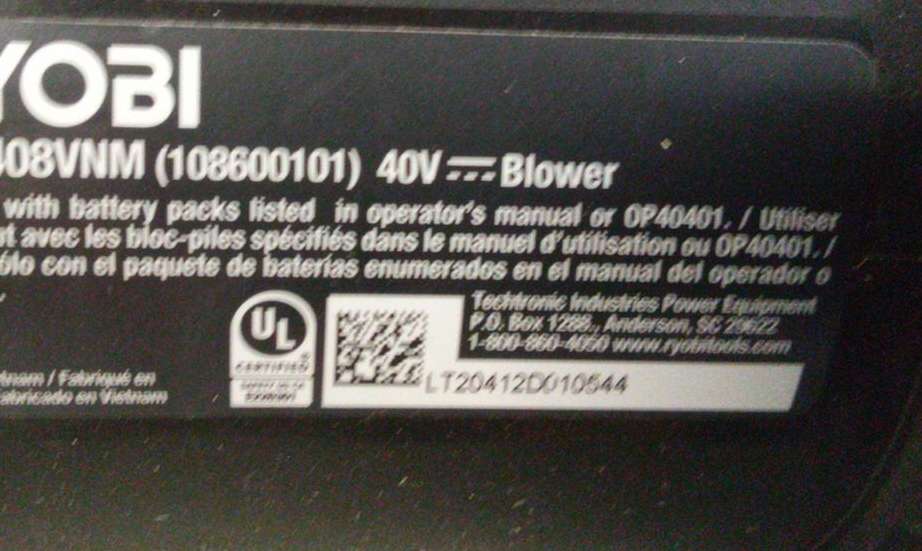 YOBI
408VNM (108600101) 40V Blower
with battery packs listed in operator's manual or OP40401. / Utiliser
t avec les bloc-piles spécifiés dans le manuel d'utilisation ou OP40401. /
ólo con el paquete de baterías enumerados en el manual del operador o
UL
CERTIFIED
Techtronic Industries Power Equipment
P.O. Box 1288., Anderson, SC 29622
1-800-860-4050 www.ryobitools.com
LT20412D010544
tnam / Fabriqué en
abricado en Vietnam